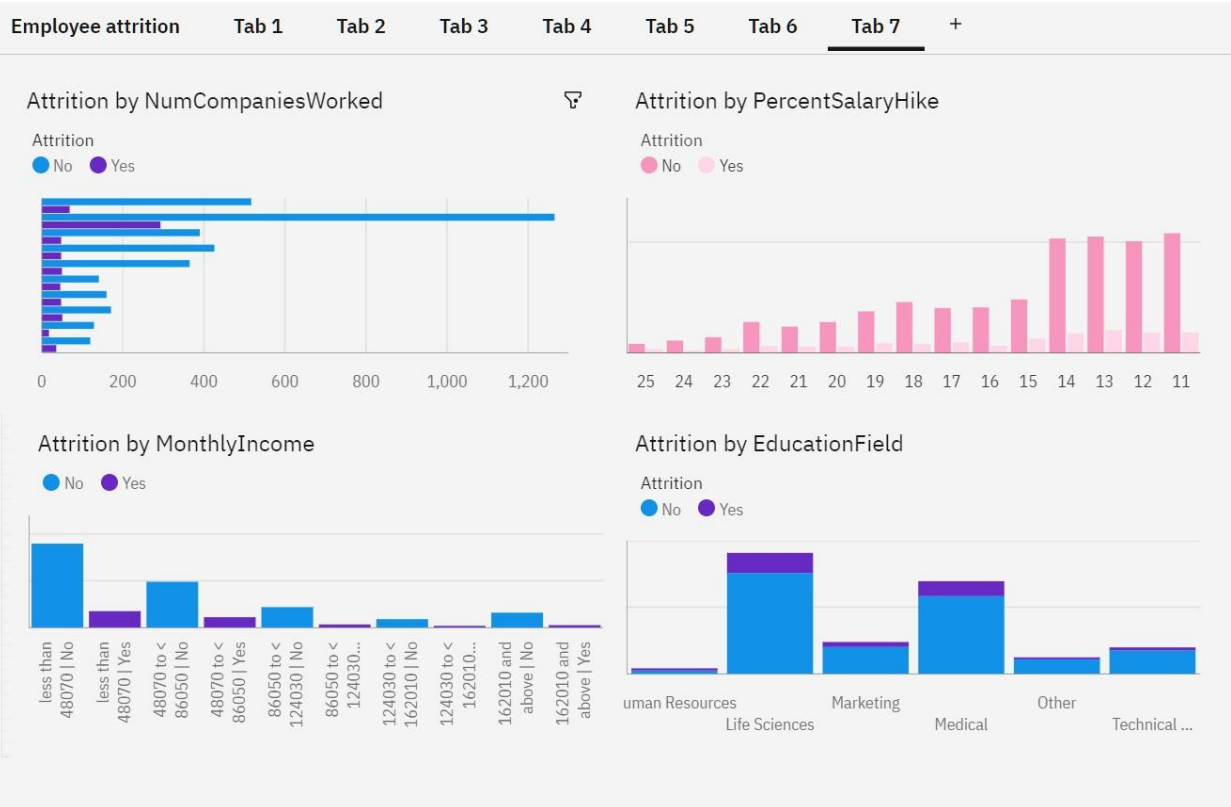 Employee attrition Tab 1 Tab 2 Tab 3 Tab 4 Tab 5 Tab 6 Tab 7 +
Attrition by NumCompaniesWorked
Attrition
No Yes
0 200 400 600 800 1,000 1,200
Attrition by PercentSalaryHike
Attrition
No Yes
25 24 23 22 21 20 19 18 17 16 15 14 13 12 11
Attrition by MonthlyIncome
No Yes
less than
48070 | No
less than
48070 | Yes
48070 to <
86050 | No
48070 to <
86050 | Yes
86050 to <
124030 | No
86050 to <
124030...
124030 to <
162010 | No
124030 to <
162010...
162010 and
above | No
162010 and
above | Yes
Attrition by EducationField
Attrition
No Yes
uman Resources
Life Sciences
Marketing
Medical
Other
Technical ...